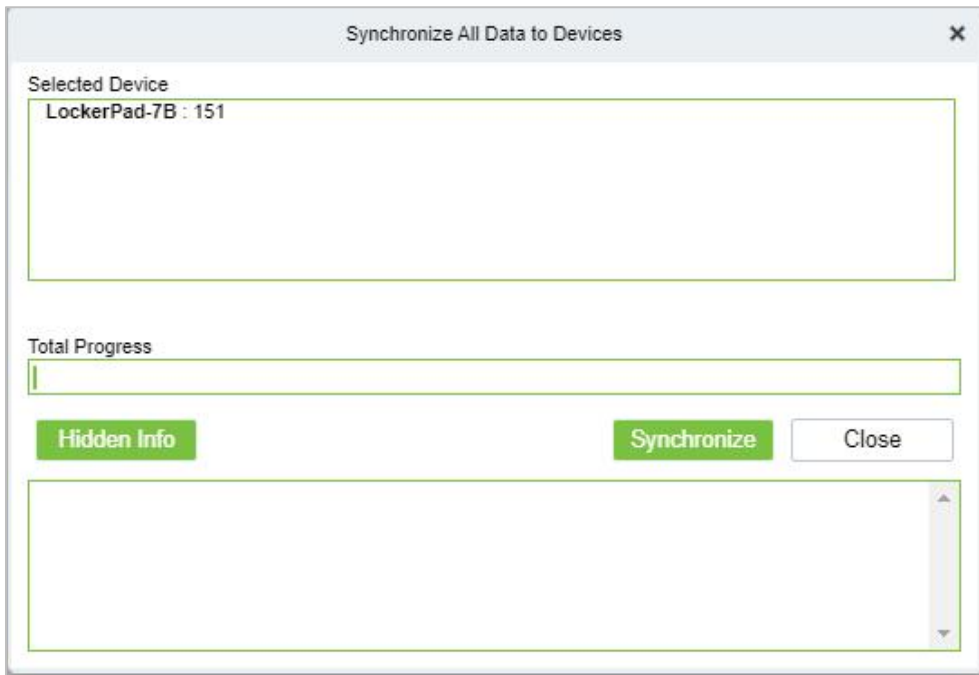 Synchronize All Data to Devices
Selected Device
LockerPad-7B : 151
Total Progress
Hidden Info
Synchronize
Close